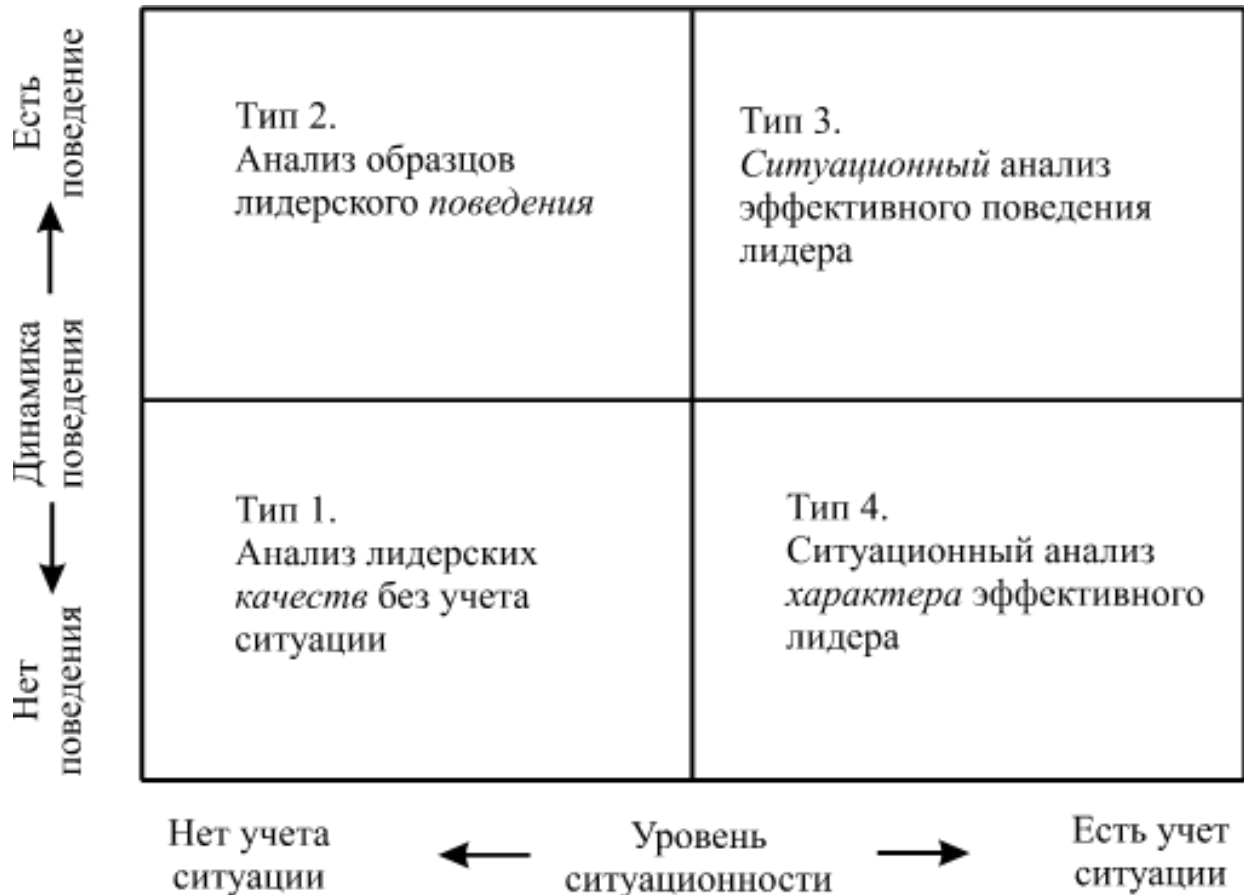 Есть
поведение
Динамика
поведения
Нет
поведения
Тип 2.
Анализ образцов
лидерского поведения
Тип 3.
Ситуационный анализ
эффективного поведения
лидера
Тип 1.
Анализ лидерских
качеств без учета
ситуации
Тип 4.
Ситуационный анализ
характера эффективного
лидера
Нет учета
ситуации
Уровень
ситуационности
Есть учет
ситуации